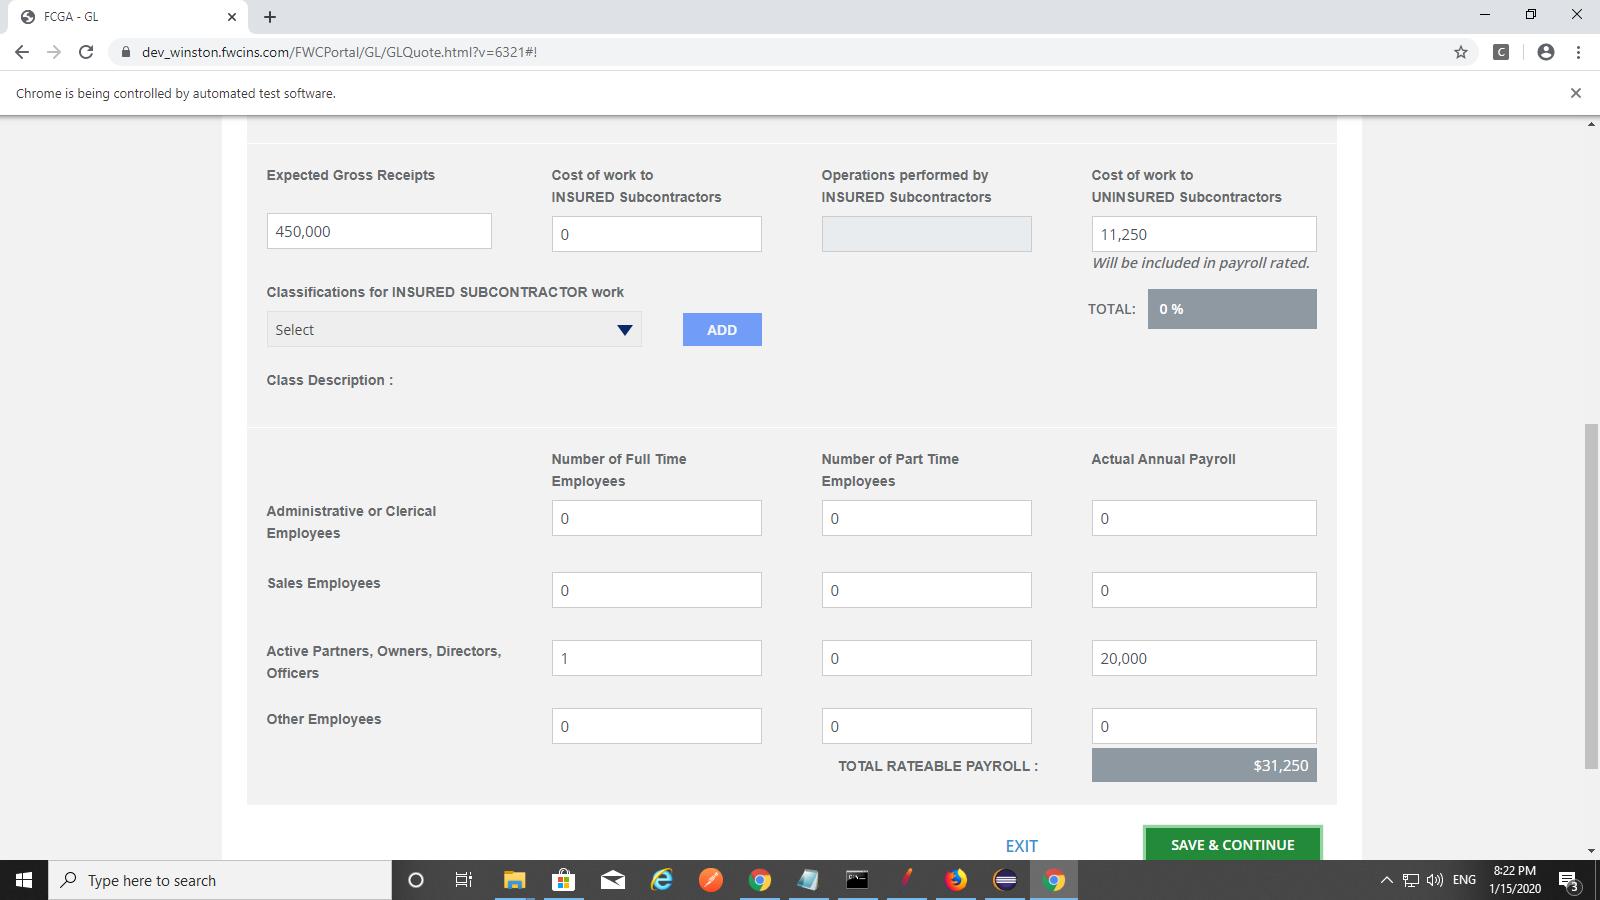 FCGA - GL
dev_winston.fwcins.com/FWCPortal/GL/GLQuote.html?v=6321#!
C
Chrome is being controlled by automated test software.
Expected Gross Receipts
Cost of work to
INSURED Subcontractors
Operations performed by
INSURED Subcontractors
Cost of work to
UNINSURED Subcontractors
450,000
0
11,250
Will be included in payroll rated.
Classifications for INSURED SUBCONTRACTOR work
TOTAL: 0 %
Select
ADD
Class Description :
Number of Full Time
Employees
Number of Part Time
Employees
Actual Annual Payroll
Administrative or Clerical
Employees
0
0
0
Sales Employees
0
0
0
Active Partners, Owners, Directors,
Officers
1
0
20,000
Other Employees
0
0
0
TOTAL RATEABLE PAYROLL :
$31,250
EXIT
SAVE & CONTINUE
Type here to search
ENG
8:22 PM
1/15/2020
3